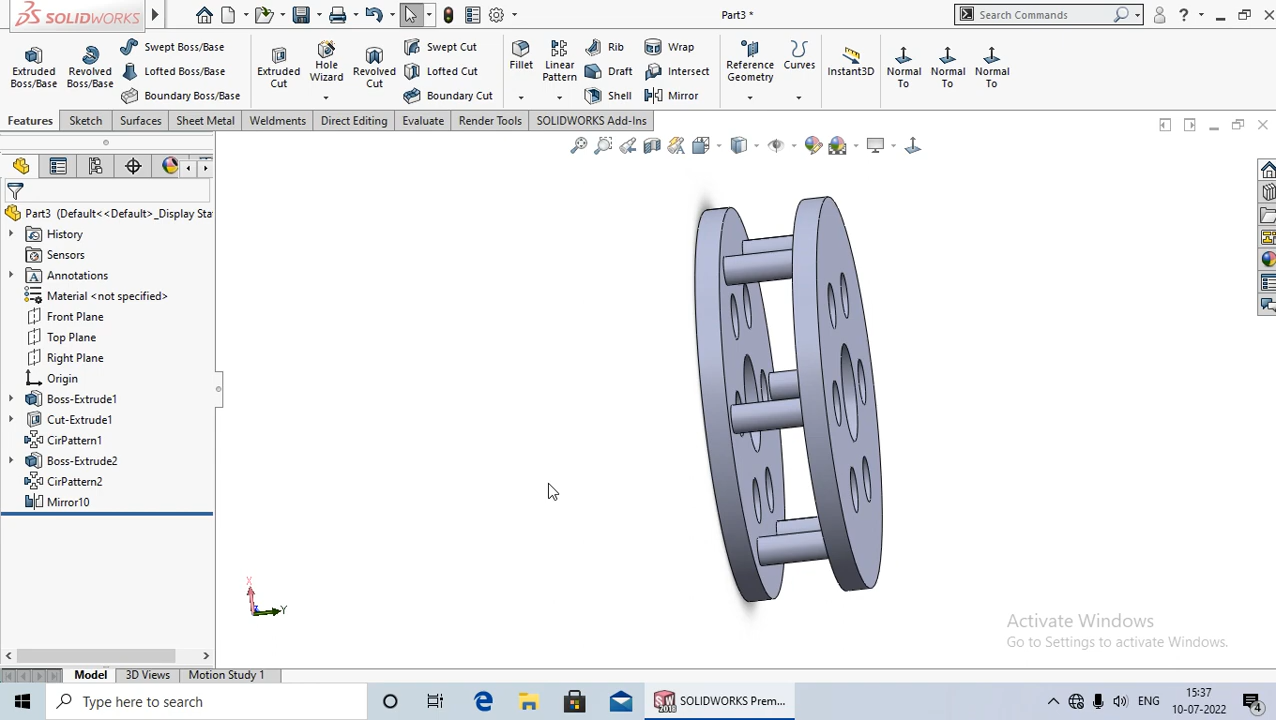 SOLIDWORKS
Part3 *
Search Commands
Extruded Boss/Base
Revolved Boss/Base
Swept Boss/Base
Lofted Boss/Base
Boundary Boss/Base
Extruded Cut
Hole Wizard
Revolved Cut
Swept Cut
Lofted Cut
Boundary Cut
Fillet
Linear Pattern
Rib
Draft
Shell
Wrap
Intersect
Mirror
Reference Geometry
Curves
Instant3D
Normal To
Normal To
Normal To
Features
Sketch
Surfaces
Sheet Metal
Weldments
Direct Editing
Evaluate
Render Tools
SOLIDWORKS Add-Ins
Part3 (Default<<Default>_Display Sta
History
Sensors
Annotations
Material <not specified>
Front Plane
Top Plane
Right Plane
Origin
Boss-Extrude1
Cut-Extrude1
CirPattern1
Boss-Extrude2
CirPattern2
Mirror10
X
Y
Activate Windows
Go to Settings to activate Windows.
Model
3D Views
Motion Study 1
Type here to search
SW
2018
SOLIDWORKS Prem...
ENG
15:37
10-07-2022
4